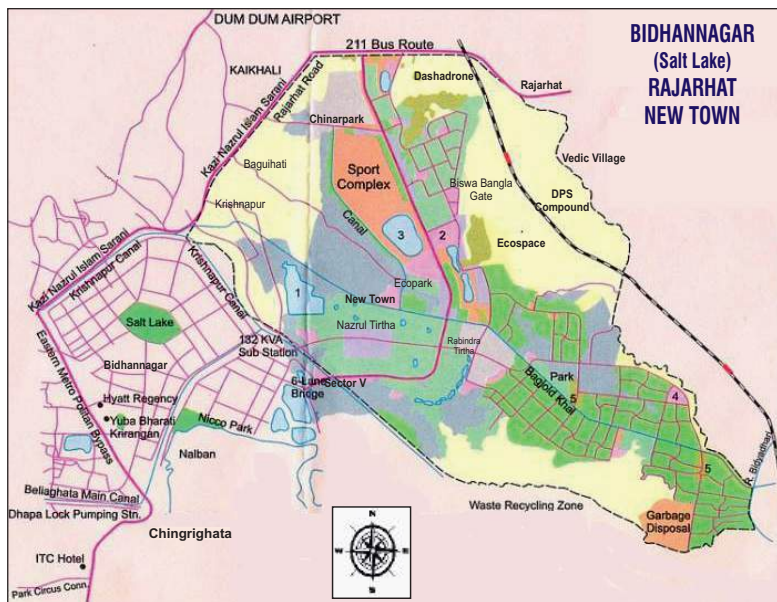 BIDHANNAGAR
(Salt Lake)
RAJARHAT
NEW TOWN
DUM DUM AIRPORT
211 Bus Route
KAIKHALI
Kazi Nazrul Islam Sarani
Rajarhat Road
Dashadrone
Rajarhat
Chinarpark
Vedic Village
Baguihati
Sport
Complex
Biswa Bangla
Gate
DPS
Compound
Krishnapur
Canal
3
2
Ecospace
Kazi Nazrul Islam Sarani
Krishnapur Canal
Krishnapur Canal
Ecopark
1
New Town
Salt Lake
Nazrul Tirtha
132 KVA
Sub Station
Rabindra
Tirtha
Eastern Metro Politan Bypass
Bidhannagar
6-Lane
Bridge
Sector V
Park
Bagjold Khal
5
4
Hyatt Regency
Yuba Bharati
Krirangan
Nicco Park
Nalban
5
R. Bidyadhari
Beliaghata Main Canal
Dhapa Lock Pumping Stn.
Waste Recycling Zone
Garbage
Disposal
Chingrighata
ITC Hotel
Park Circus Conn.
N
W
E
S